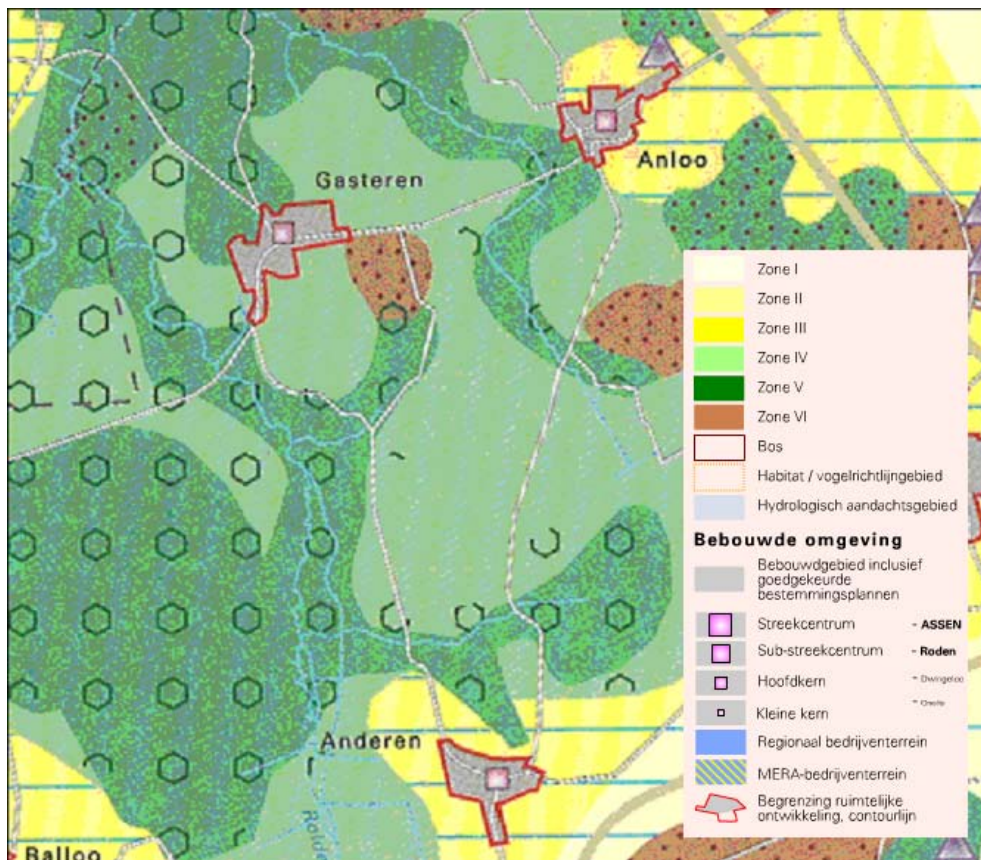 Gasteren
Anloo
Zone I
Zone II
Zone III
Zone IV
Zone V
Zone VI
Bos
Habitat / vogelrichtlijngebied
Hydrologisch aandachtsgebied
Bebouwde omgeving
Bebouwdgebied inclusief
goedgekeurde
bestemmingsplannen
Streekcentrum - ASSEN
Sub-streekcentrum - Roden
Hoofdkern - Dwingeloo
Kleine kern
Regionaal bedrijventerrein
MERA-bedrijventerrein
Begrenzing ruimtelijke
ontwikkeling, contourlijn
Anderen
Balloo